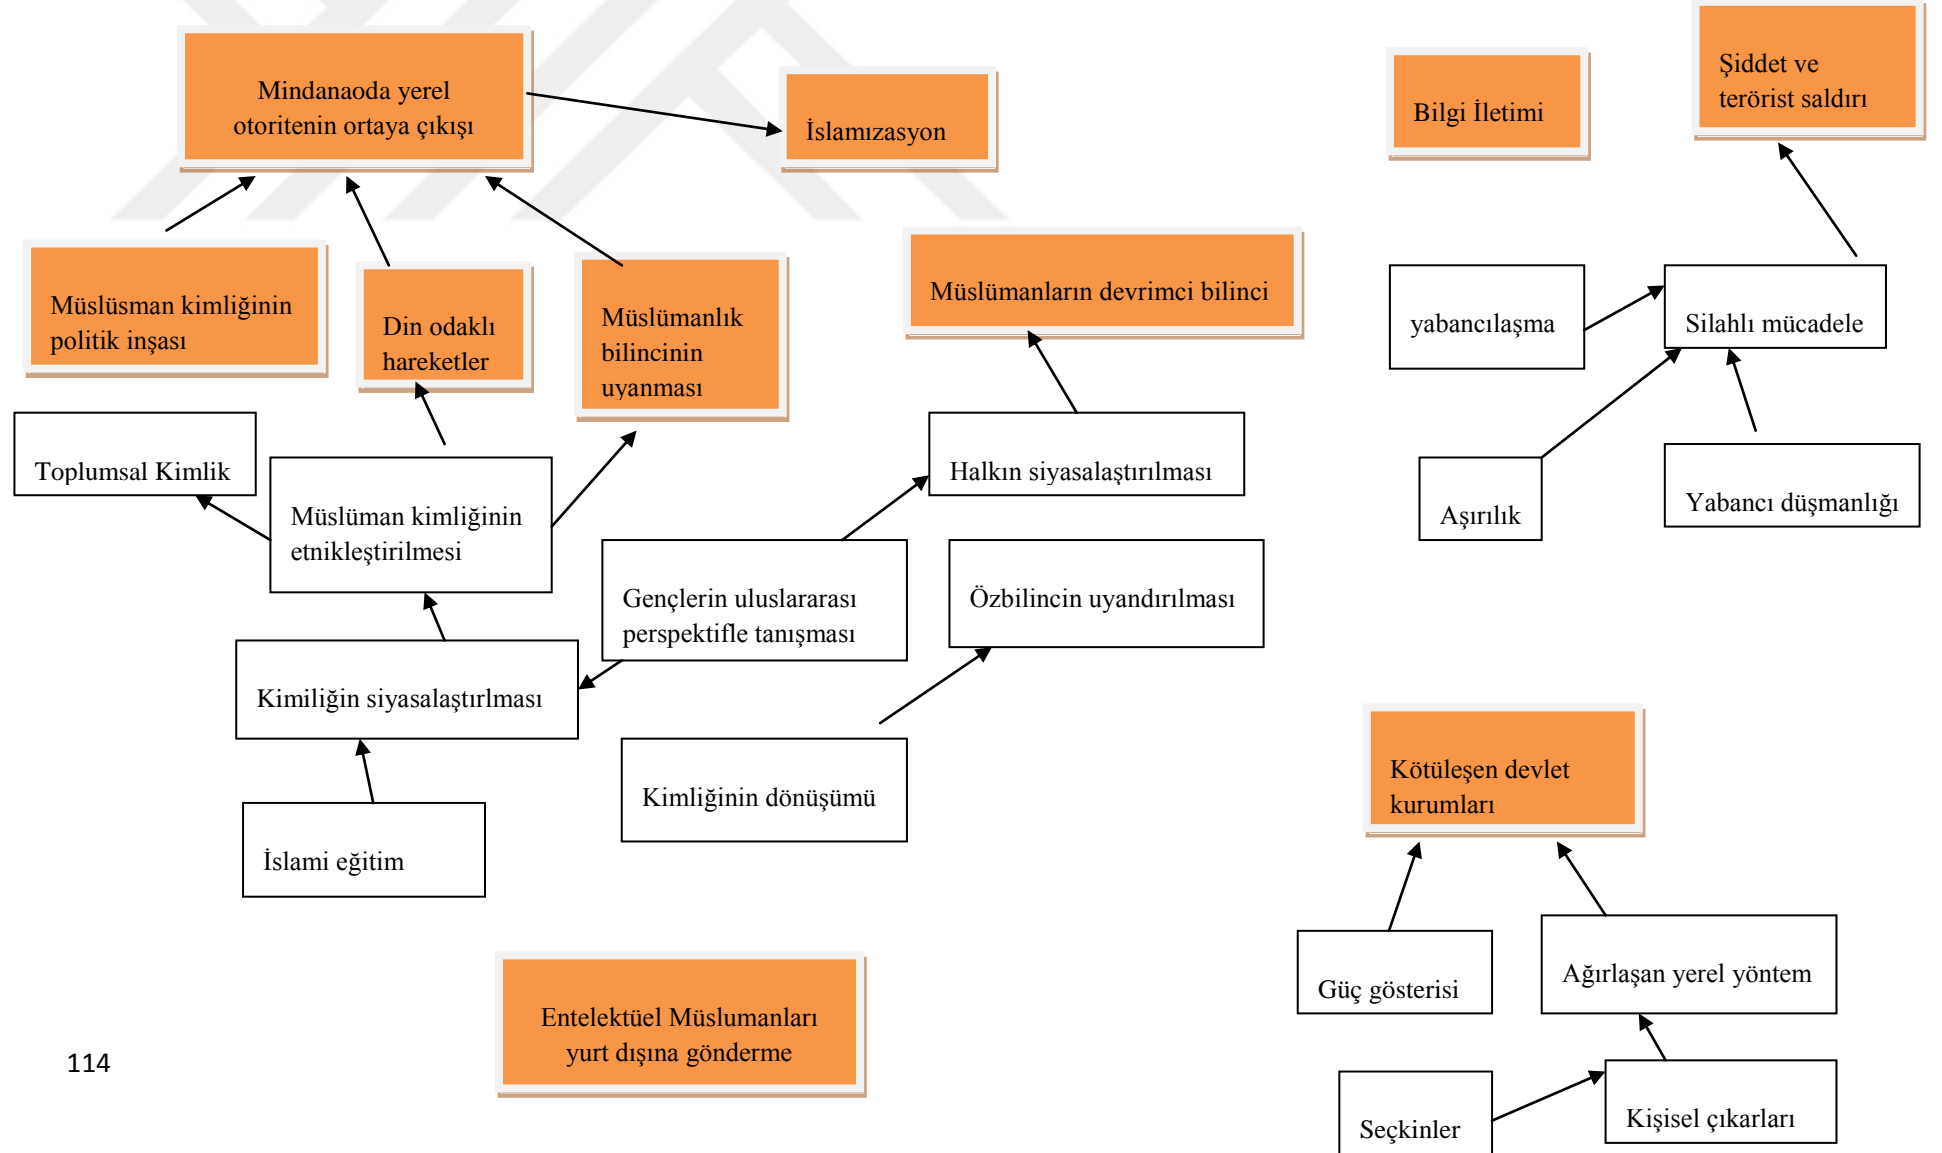 Mindanaoda yerel
otoritenin ortaya çıkışı
İslamızasyon
Bilgi İletimi
Şiddet ve
terörist saldırı
Müslüsman kimliğinin
politik inşası
Din odaklı
hareketler
Müslümanlık
bilincinin
uyanması
Müslümanların devrimci bilinci
yabancılaşma
Silahlı mücadele
Toplumsal Kimlik
Müslüman kimliğinin
etnikleştirilmesi
Halkın siyasalaştırılması
Aşırılık
Yabancı düşmanlığı
Gençlerin uluslararası
perspektifle tanışması
Özbilincin uyandırılması
Kimiliğin siyasalaştırlması
Kimliğinin dönüşümü
İslami eğitim
Kötüleşen devlet
kurumları
Güç gösterisi
Ağırlaşan yerel yöntem
Entelektüel Müslumanları
yurt dışına gönderme
Seçkinler
Kişisel çıkarları
114